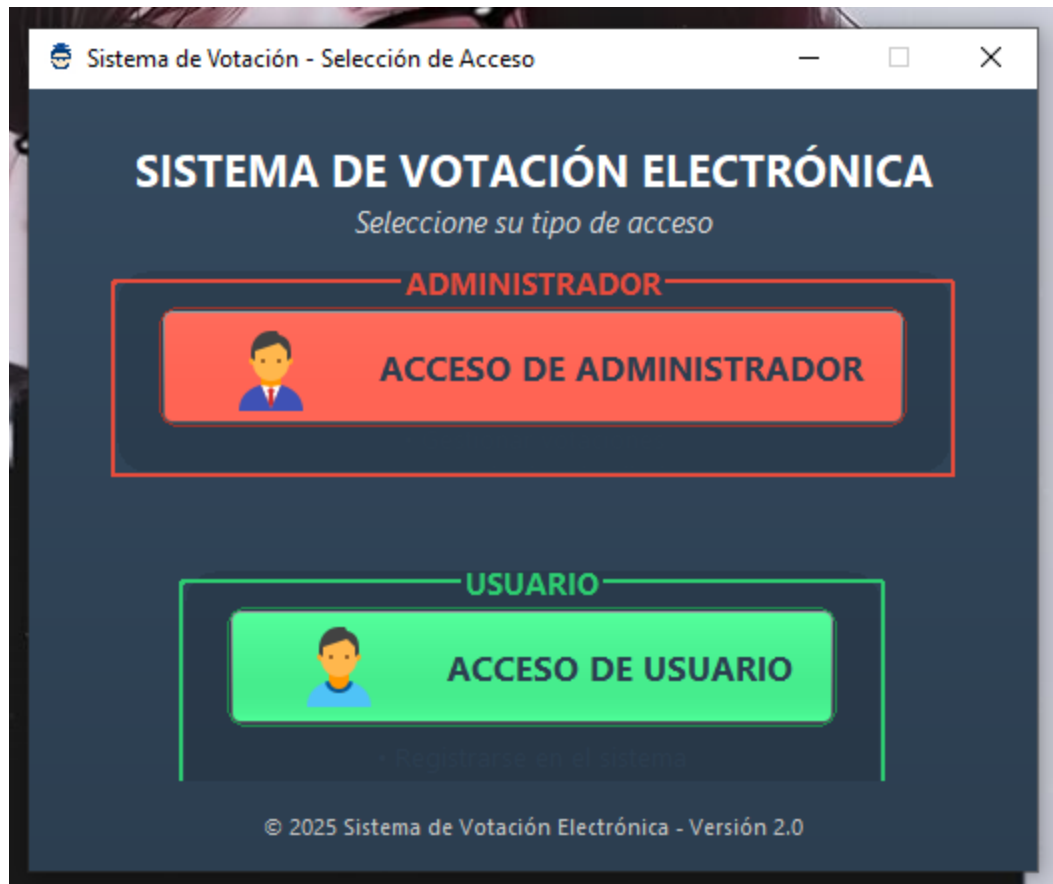 Sistema de Votación - Selección de Acceso
SISTEMA DE VOTACIÓN ELECTRÓNICA
Seleccione su tipo de acceso
ADMINISTRADOR
ACCESO DE ADMINISTRADOR
USUARIO
ACCESO DE USUARIO
• Registrarse en el sistema
© 2025 Sistema de Votación Electrónica - Versión 2.0